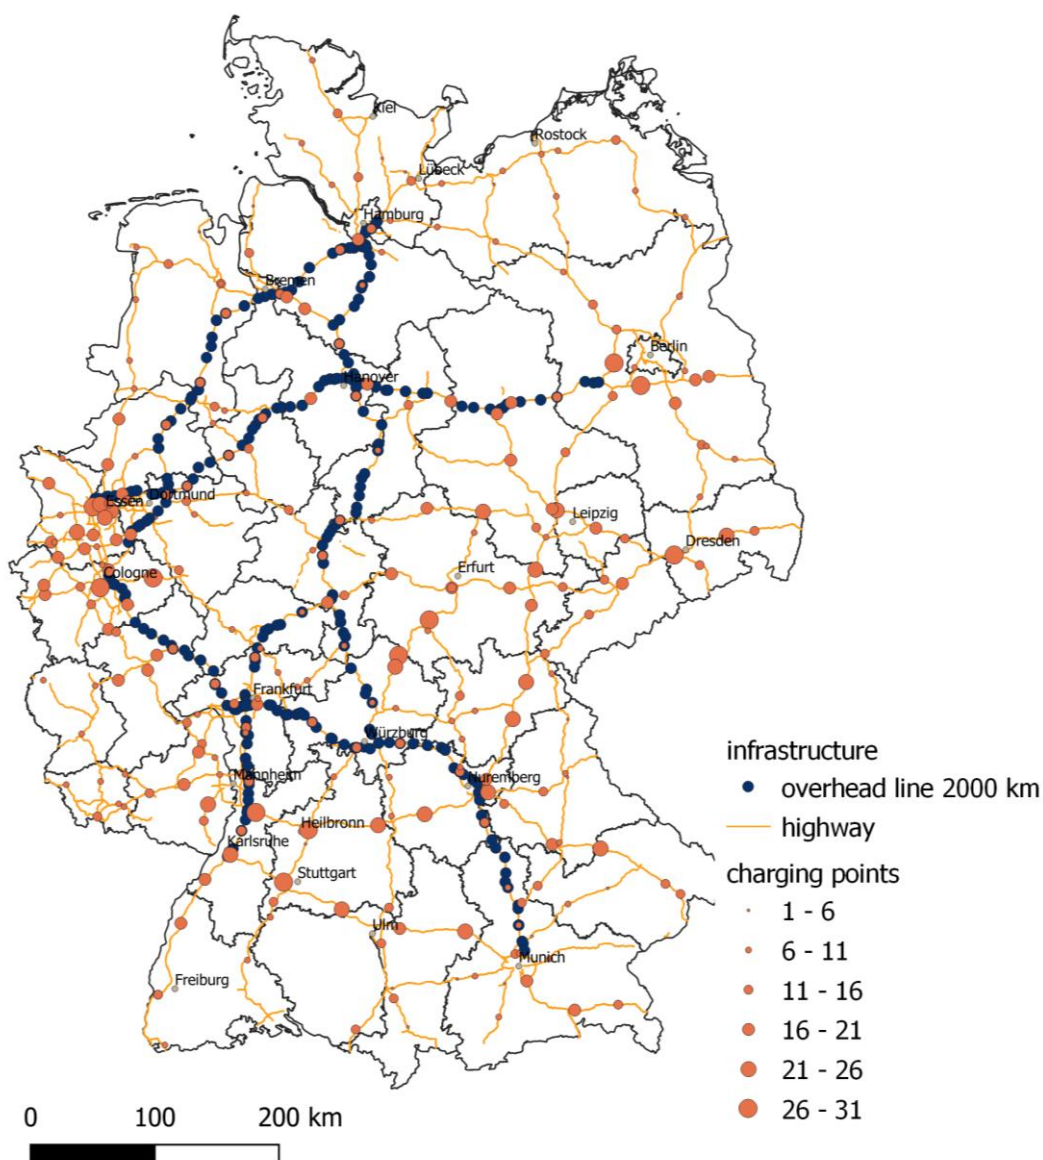 Kiel
Rostock
Lübeck
Hamburg
Bremen
Berlin
Hanover
Dortmund
Essen
Leipzig
Dresden
Cologne
Erfurt
Frankfurt
Würzburg
Mannheim
Nuremberg
Heilbronn
Karlsruhe
Stuttgart
Ulm
Munich
Freiburg
infrastructure
overhead line 2000 km
highway
charging points
1 - 6
6 - 11
11 - 16
16 - 21
21 - 26
26 - 31
0 100 200 km